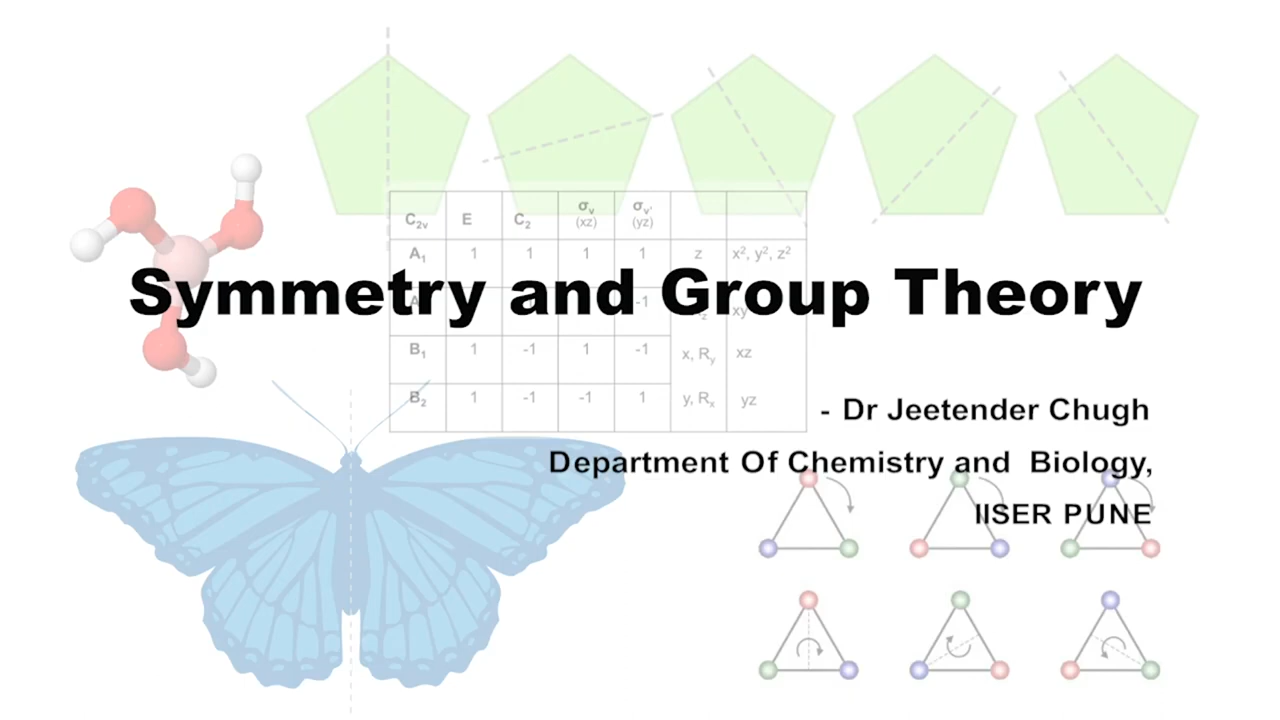 C2v E C2 σv (xz) σv' (yz)
A1 1 1 1 1 z x², y², z²
Symmetry and Group Theory
B1 1 -1 1 -1 x, Ry xz
B2 1 -1 -1 1 y, Rx yz
- Dr Jeetender Chugh
Department Of Chemistry and Biology,
IISER PUNE